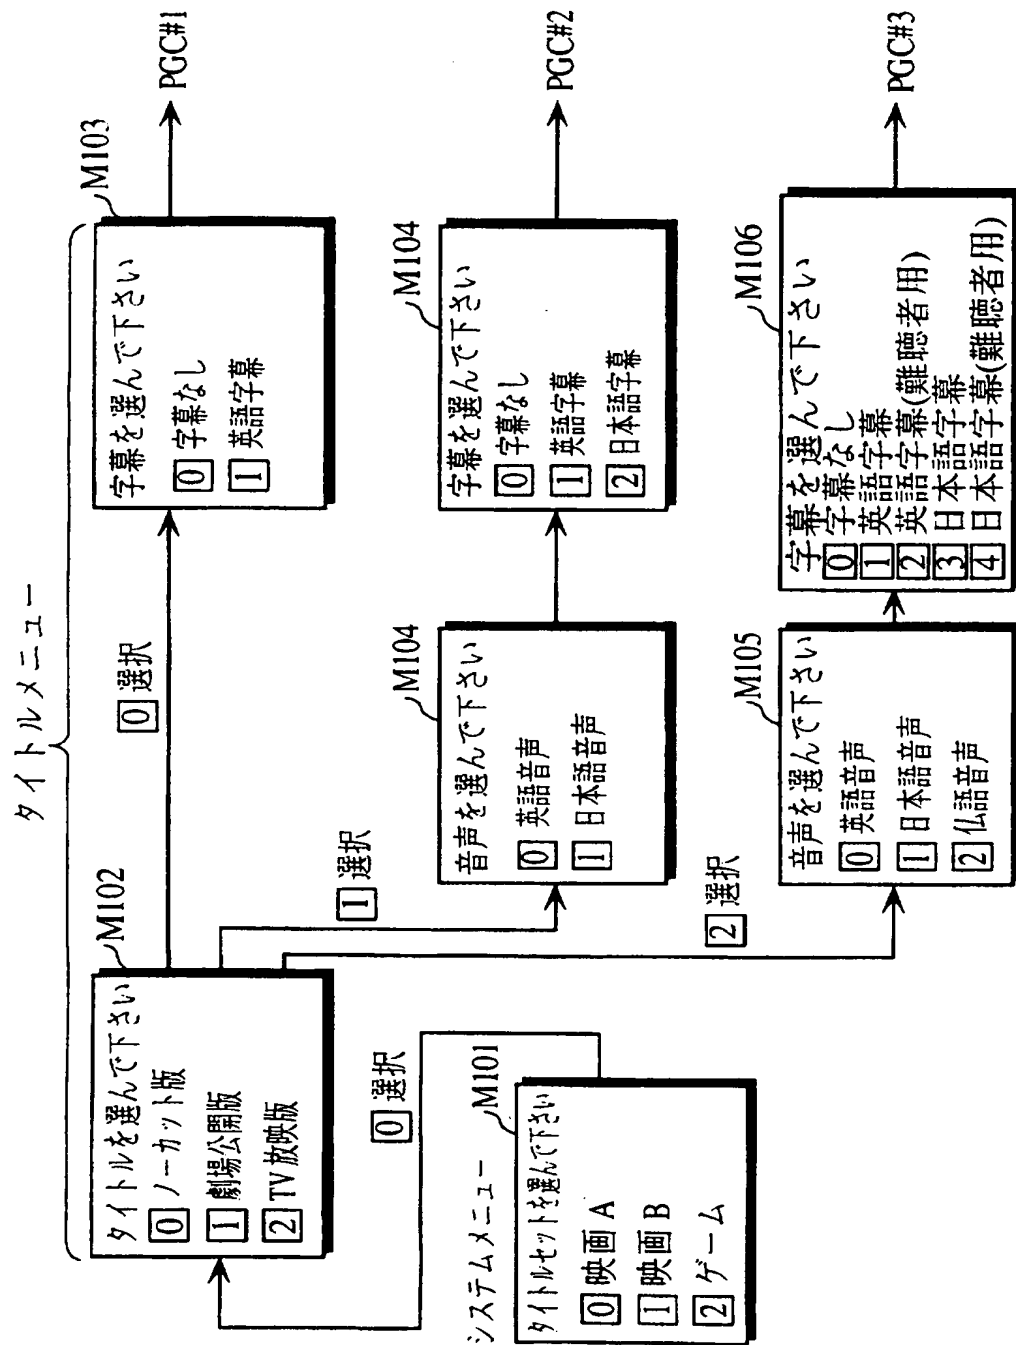 タイトルメニュー
M102
タイトルを選んで下さい
0 ノーカット版
1 劇場公開版
2 TV放映版
0 選択
M103
字幕を選んで下さい
0 字幕なし
1 英語字幕
PGC#1
1 選択
M104
音声を選んで下さい
0 英語音声
1 日本語音声
M104
字幕を選んで下さい
0 字幕なし
1 英語字幕
2 日本語字幕
PGC#2
2 選択
M105
音声を選んで下さい
0 英語音声
1 日本語音声
2 仏語音声
M106
字幕を選んで下さい
0 字幕なし
1 英語字幕
2 英語字幕(難聴者用)
3 日本語字幕
4 日本語字幕(難聴者用)
PGC#3
0 選択
システムメニュー
M101
タイトルセットを選んで下さい
0 映画 A
1 映画 B
2 ゲーム